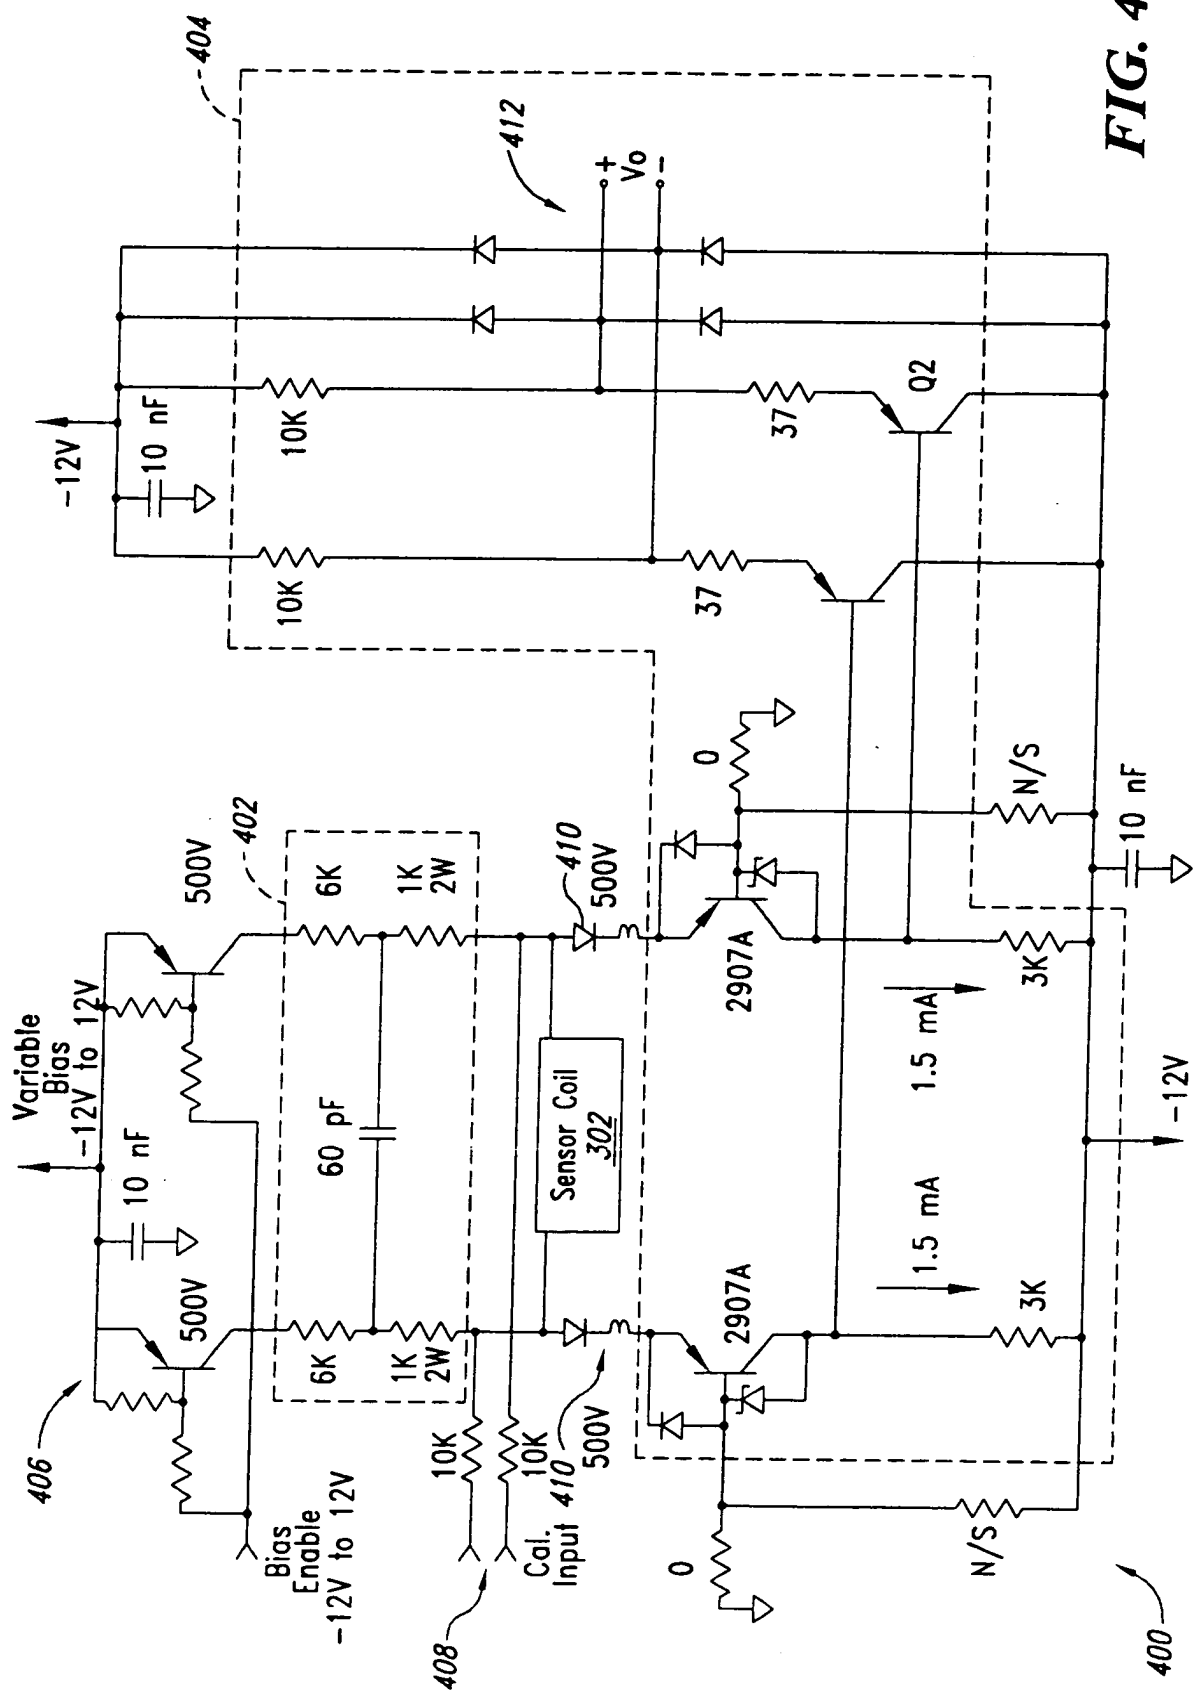 Variable
Bias
-12V to 12V
-12V
404
406
10 nF
10 nF
500V
500V
402
10K
10K
412
Bias
Enable
-12V to 12V
6K
6K
60 pF
1K
2W
1K
2W
+
Vo
-
408
10K
10K
Cal.
Input
410
500V
Sensor Coil
302
410
500V
37
37
0
0
2907A
2907A
Q2
1.5 mA
1.5 mA
3K
3K
N/S
N/S
10 nF
-12V
400
FIG. 4